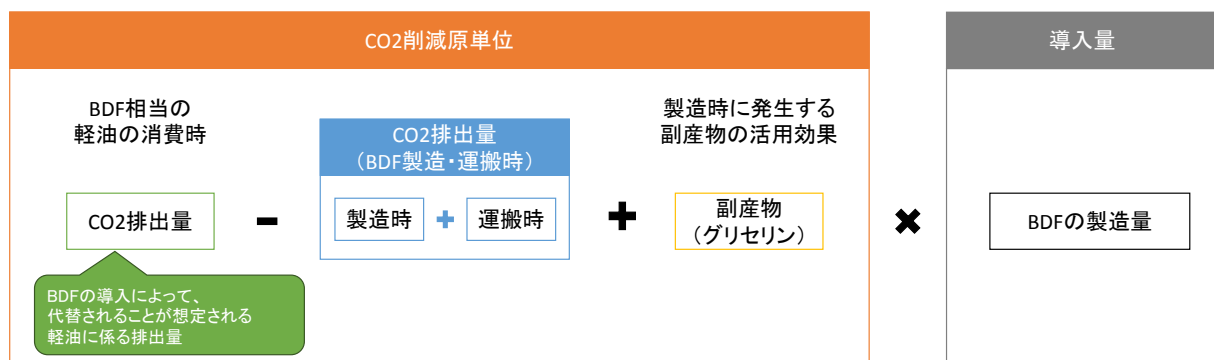 CO2削減原単位
導入量
BDF相当の
軽油の消費時
製造時に発生する
副産物の活用効果
CO2排出量
（BDF製造・運搬時）
CO2排出量
－
製造時
+
運搬時
+
副産物
（グリセリン）
×
BDFの製造量
BDFの導入によって、
代替されることが想定される
軽油に係る排出量